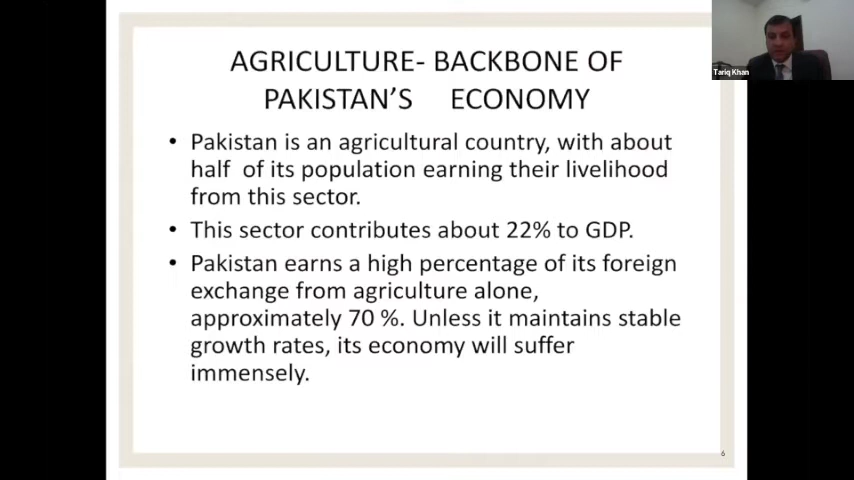 AGRICULTURE- BACKBONE OF
PAKISTAN’S ECONOMY
• Pakistan is an agricultural country, with about
half of its population earning their livelihood
from this sector.
• This sector contributes about 22% to GDP.
• Pakistan earns a high percentage of its foreign
exchange from agriculture alone,
approximately 70 %. Unless it maintains stable
growth rates, its economy will suffer
immensely.
6
Tariq Khan